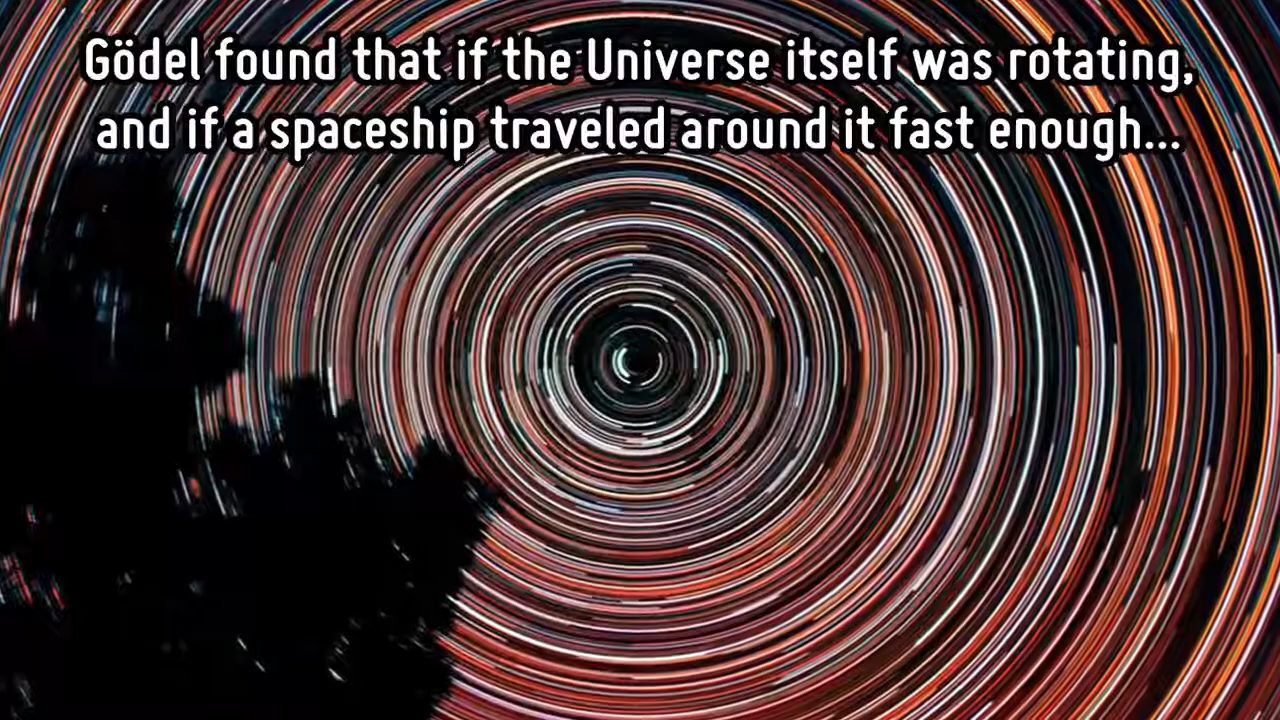 Gödel found that if the Universe itself was rotating,
and if a spaceship traveled around it fast enough...